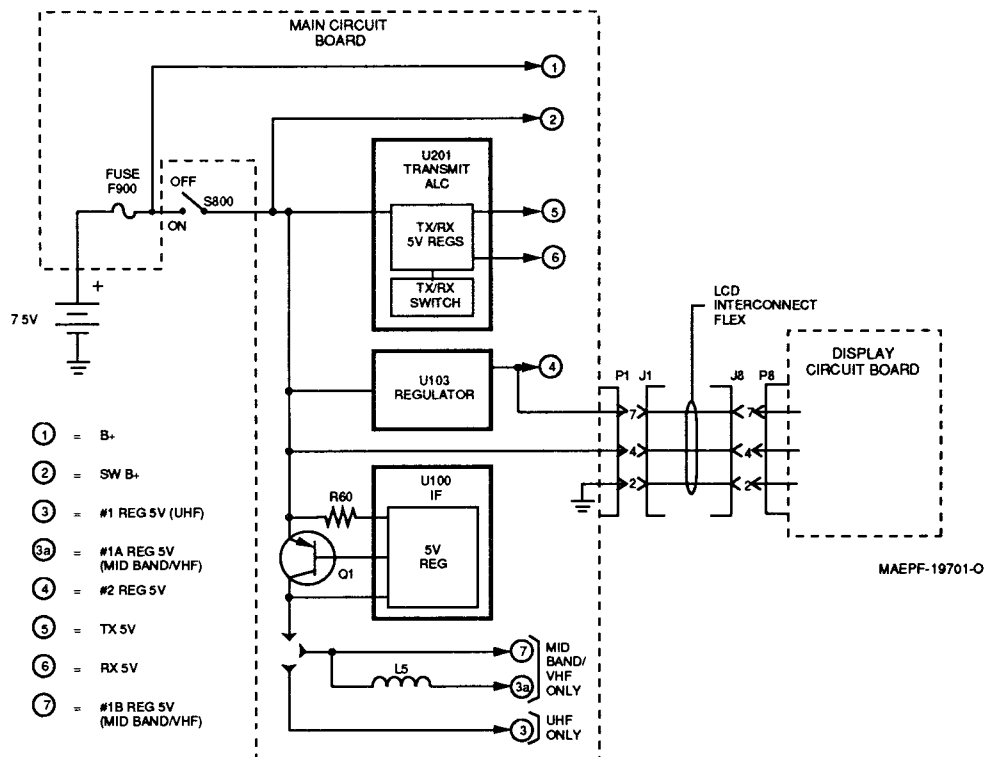 MAIN CIRCUIT
BOARD
1
2
U201
TRANSMIT
ALC
FUSE
F900
OFF
S800
ON
TX/RX
5V REGS
5
6
TX/RX
SWITCH
+
7 5V
LCD
INTERCONNECT
FLEX
DISPLAY
CIRCUIT BOARD
U103
REGULATOR
4
P1 J1 J8 P8
7 7
4 4
2 2
U100
IF
R60
5V
REG
Q1
MAEPF-19701-O
7
L5
3a
MID
BAND/
VHF
ONLY
3
UHF
ONLY
1 = B+
2 = SW B+
3 = #1 REG 5V (UHF)
3a = #1A REG 5V
(MID BAND/VHF)
4 = #2 REG 5V
5 = TX 5V
6 = RX 5V
7 = #1B REG 5V
(MID BAND/VHF)